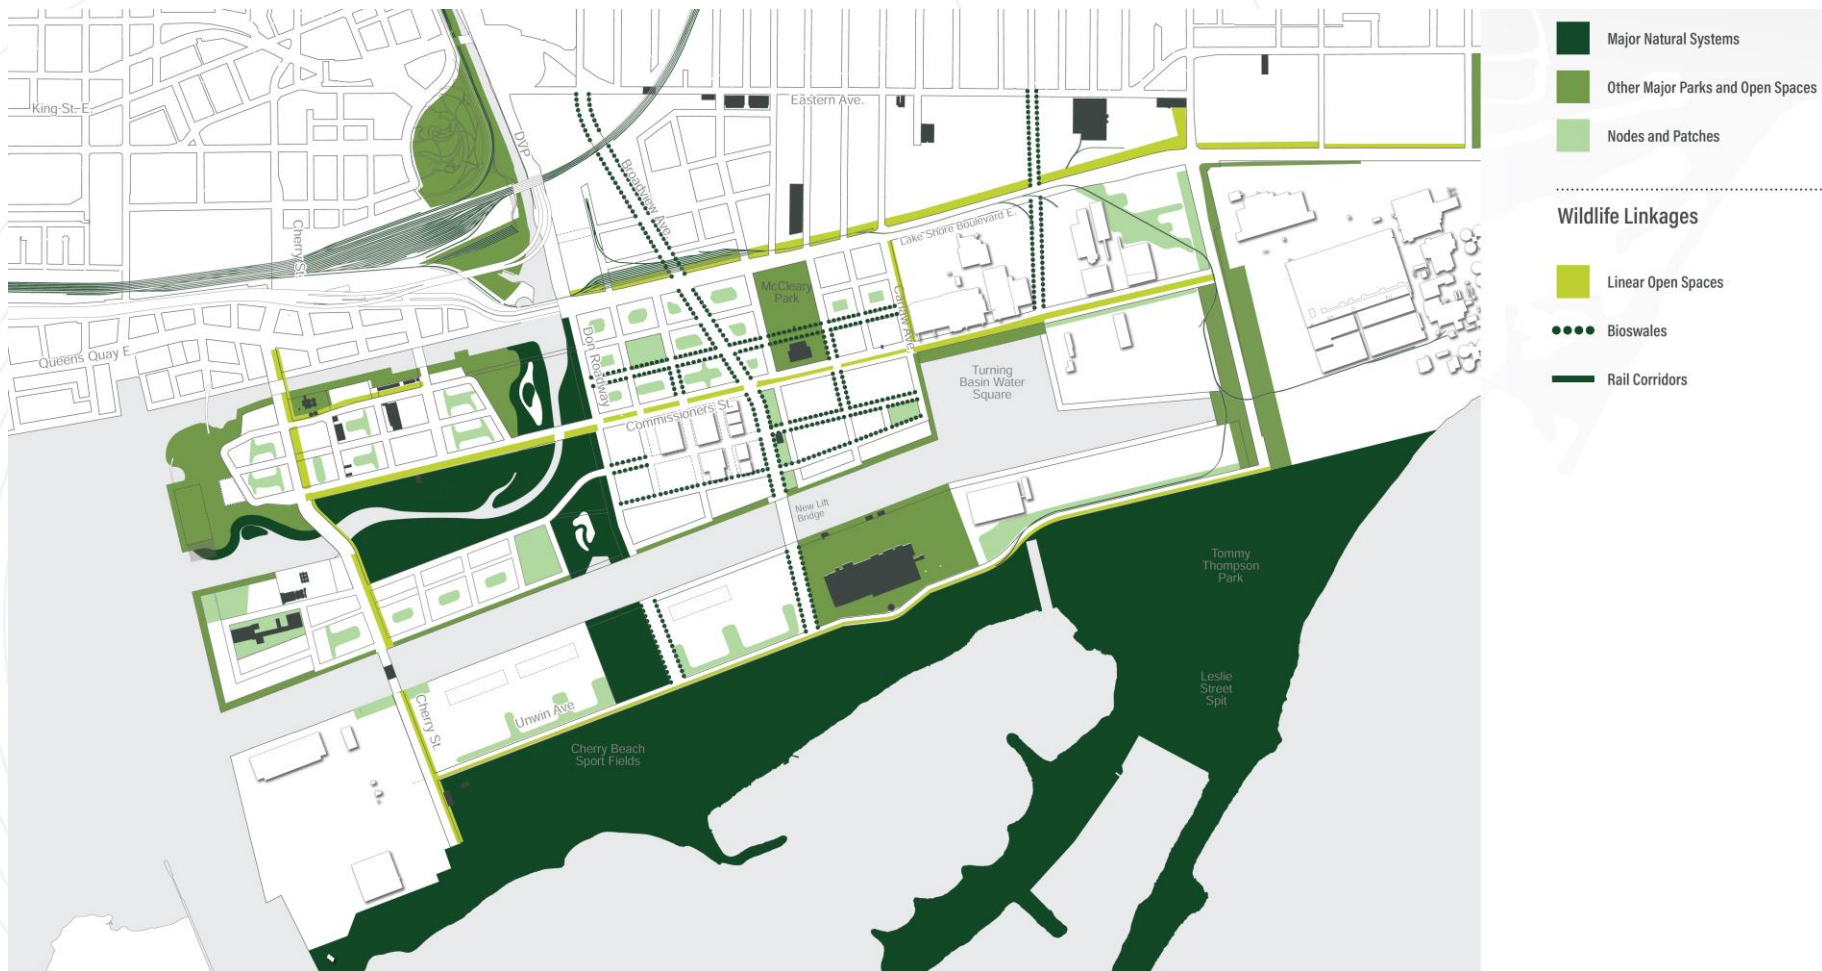 King St. E.
Eastern Ave.
DVP
Broadview Ave.
Cherry St.
Lake Shore Boulevard E.
McCleary
Park
Carlaw Ave.
Queens Quay E.
Don Roadway
Turning
Basin Water
Square
Commissioners St.
New Lift
Bridge
Tommy
Thompson
Park
Leslie
Street
Spit
Cherry St.
Unwin Ave
Cherry Beach
Sport Fields
Major Natural Systems
Other Major Parks and Open Spaces
Nodes and Patches
Wildlife Linkages
Linear Open Spaces
Bioswales
Rail Corridors